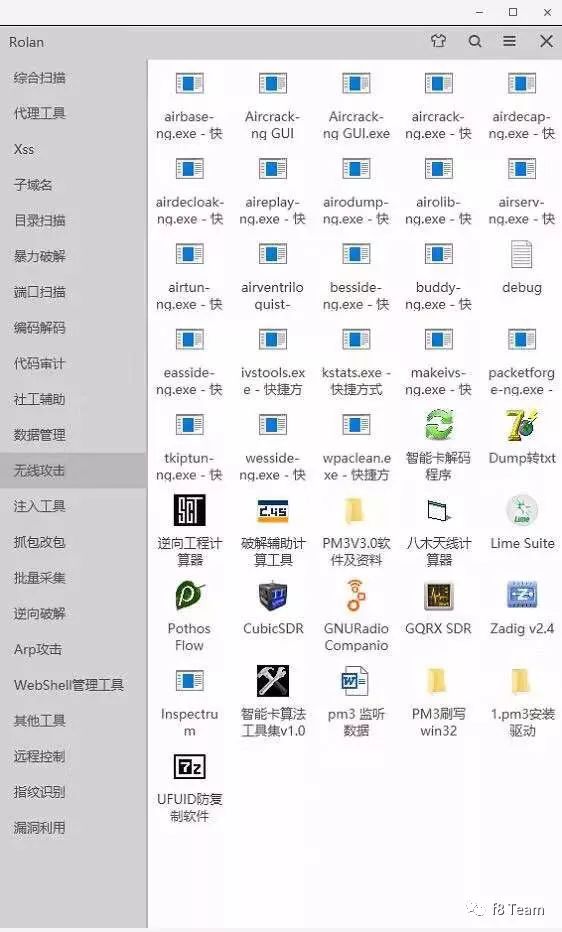 Rolan
综合扫描
代理工具
Xss
子域名
目录扫描
暴力破解
端口扫描
编码解码
代码审计
社工辅助
数据管理
无线攻击
注入工具
抓包改包
批量采集
逆向破解
Arp攻击
WebShell管理工具
其他工具
远程控制
指纹识别
漏洞利用
airbase-
ng.exe - 快
Aircrack-
ng GUI
Aircrack-
ng GUI.exe
aircrack-
ng.exe - 快
airdecap-
ng.exe - 快
airdecloak-
ng.exe - 快
aireplay-
ng.exe - 快
airodump-
ng.exe - 快
airolib-
ng.exe - 快
airserv-
ng.exe - 快
airtun-
ng.exe - 快
airventrilo
quist-
besside-
ng.exe - 快
buddy-
ng.exe - 快
debug
easside-
ng.exe - 快
ivstools.ex
e - 快捷方
kstats.exe -
快捷方式
makeivs-
ng.exe - 快
packetforg
e-ng.exe -
tkiptun-
ng.exe - 快
wesside-
ng.exe - 快
wpaclean.e
xe - 快捷方
智能卡解码
程序
Dump转txt
逆向工程计
算器
破解辅助计
算工具
PM3V3.0软
件及资料
八木天线计
算器
Lime Suite
Pothos
Flow
CubicSDR
GNURadio
Companio
GQRX SDR
Zadig v2.4
Inspectru
m
智能卡算法
工具集v1.0
pm3 监听
数据
PM3刷写
win32
1.pm3安装
驱动
UFUID防复
制软件
f8 Team